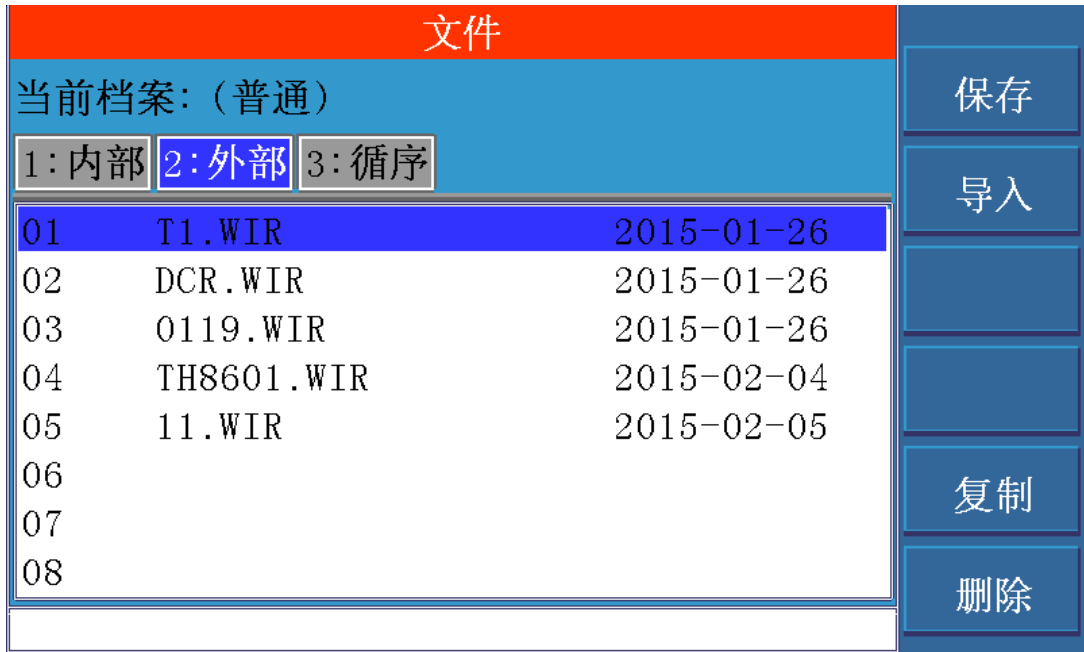 文件
当前档案:（普通）
1:内部 2:外部 3:循序
01 T1.WIR 2015-01-26
02 DCR.WIR 2015-01-26
03 0119.WIR 2015-01-26
04 TH8601.WIR 2015-02-04
05 11.WIR 2015-02-05
06
07
08
保存
导入
复制
删除